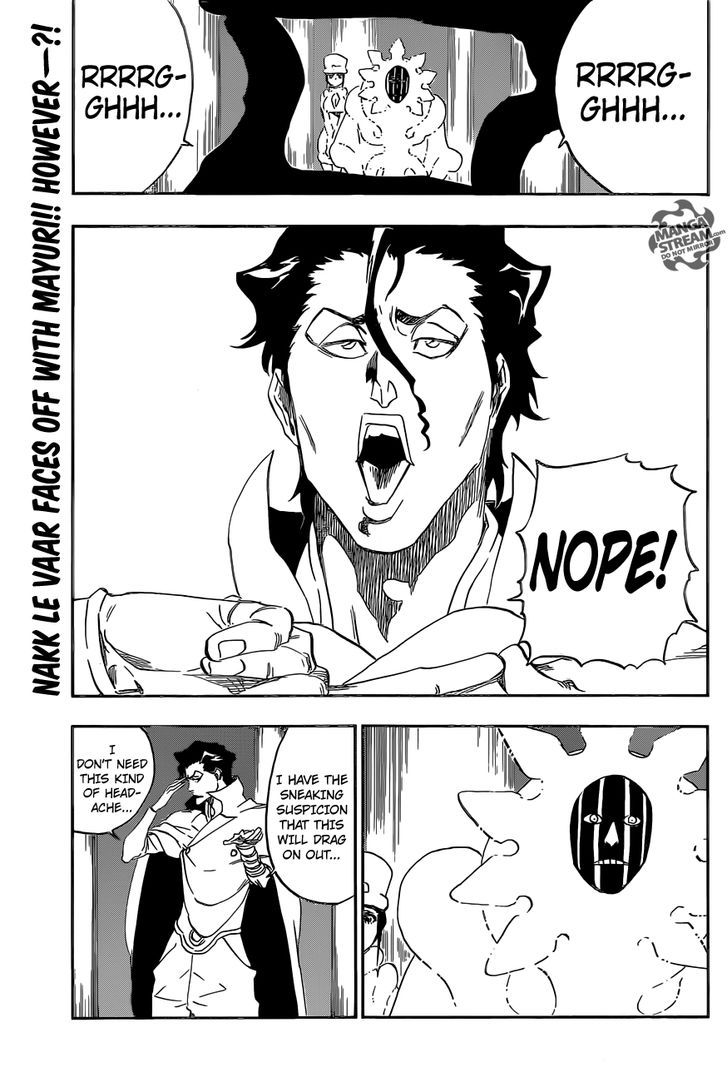 NAKK LE VAAR FACES OFF WITH MAYURI!! HOWEVER—?!
RRRRG-
GHHH...
RRRRG-
GHHH...
MANGA
STREAM.com
DO NOT MIRROR!
NOPE!
I HAVE THE
SNEAKING
SUSPICION
THAT THIS
WILL DRAG
ON OUT...
I
DON'T NEED
THIS KIND
OF HEAD-
ACHE...